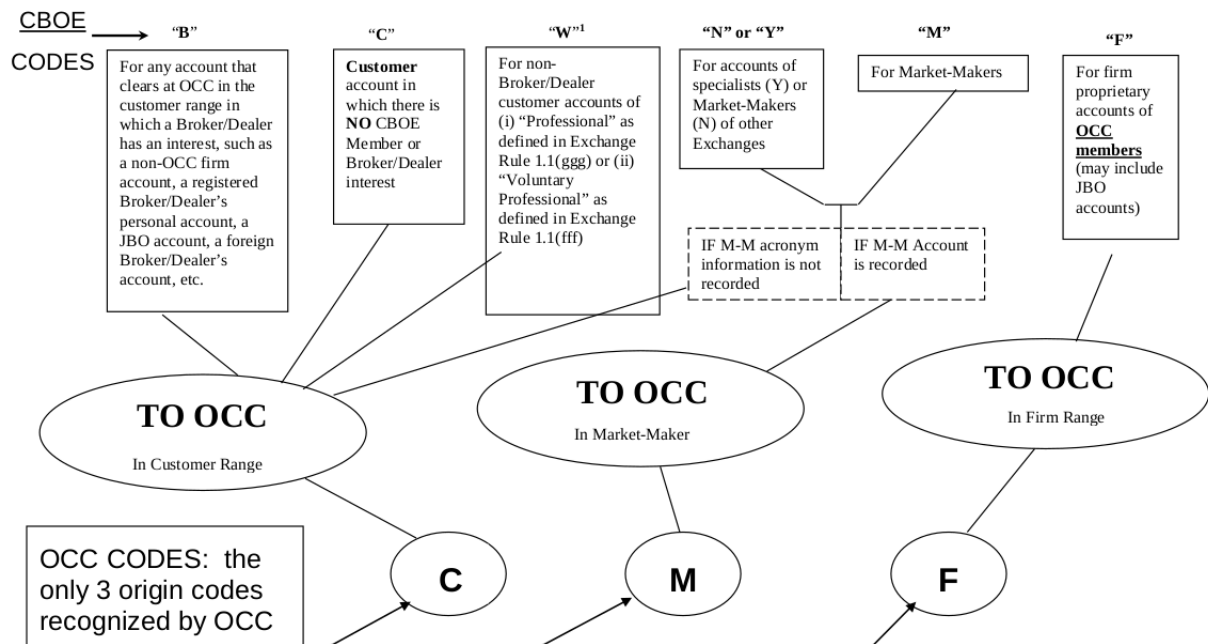 CBOE
CODES
“B”
For any account that
clears at OCC in the
customer range in
which a Broker/Dealer
has an interest, such as
a non-OCC firm
account, a registered
Broker/Dealer’s
personal account, a
JBO account, a foreign
Broker/Dealer’s
account, etc.
“C”
Customer
account in
which there is
NO CBOE
Member or
Broker/Dealer
interest
“W”¹
For non-
Broker/Dealer
customer accounts of
(i) “Professional” as
defined in Exchange
Rule 1.1(ggg) or (ii)
“Voluntary
Professional” as
defined in Exchange
Rule 1.1(fff)
“N” or “Y”
For accounts of
specialists (Y) or
Market-Makers
(N) of other
Exchanges
“M”
For Market-Makers
“F”
For firm
proprietary
accounts of
OCC
members
(may include
JBO
accounts)
IF M-M acronym
information is not
recorded
IF M-M Account
is recorded
TO OCC
In Customer Range
TO OCC
In Market-Maker
TO OCC
In Firm Range
OCC CODES: the
only 3 origin codes
recognized by OCC
C
M
F